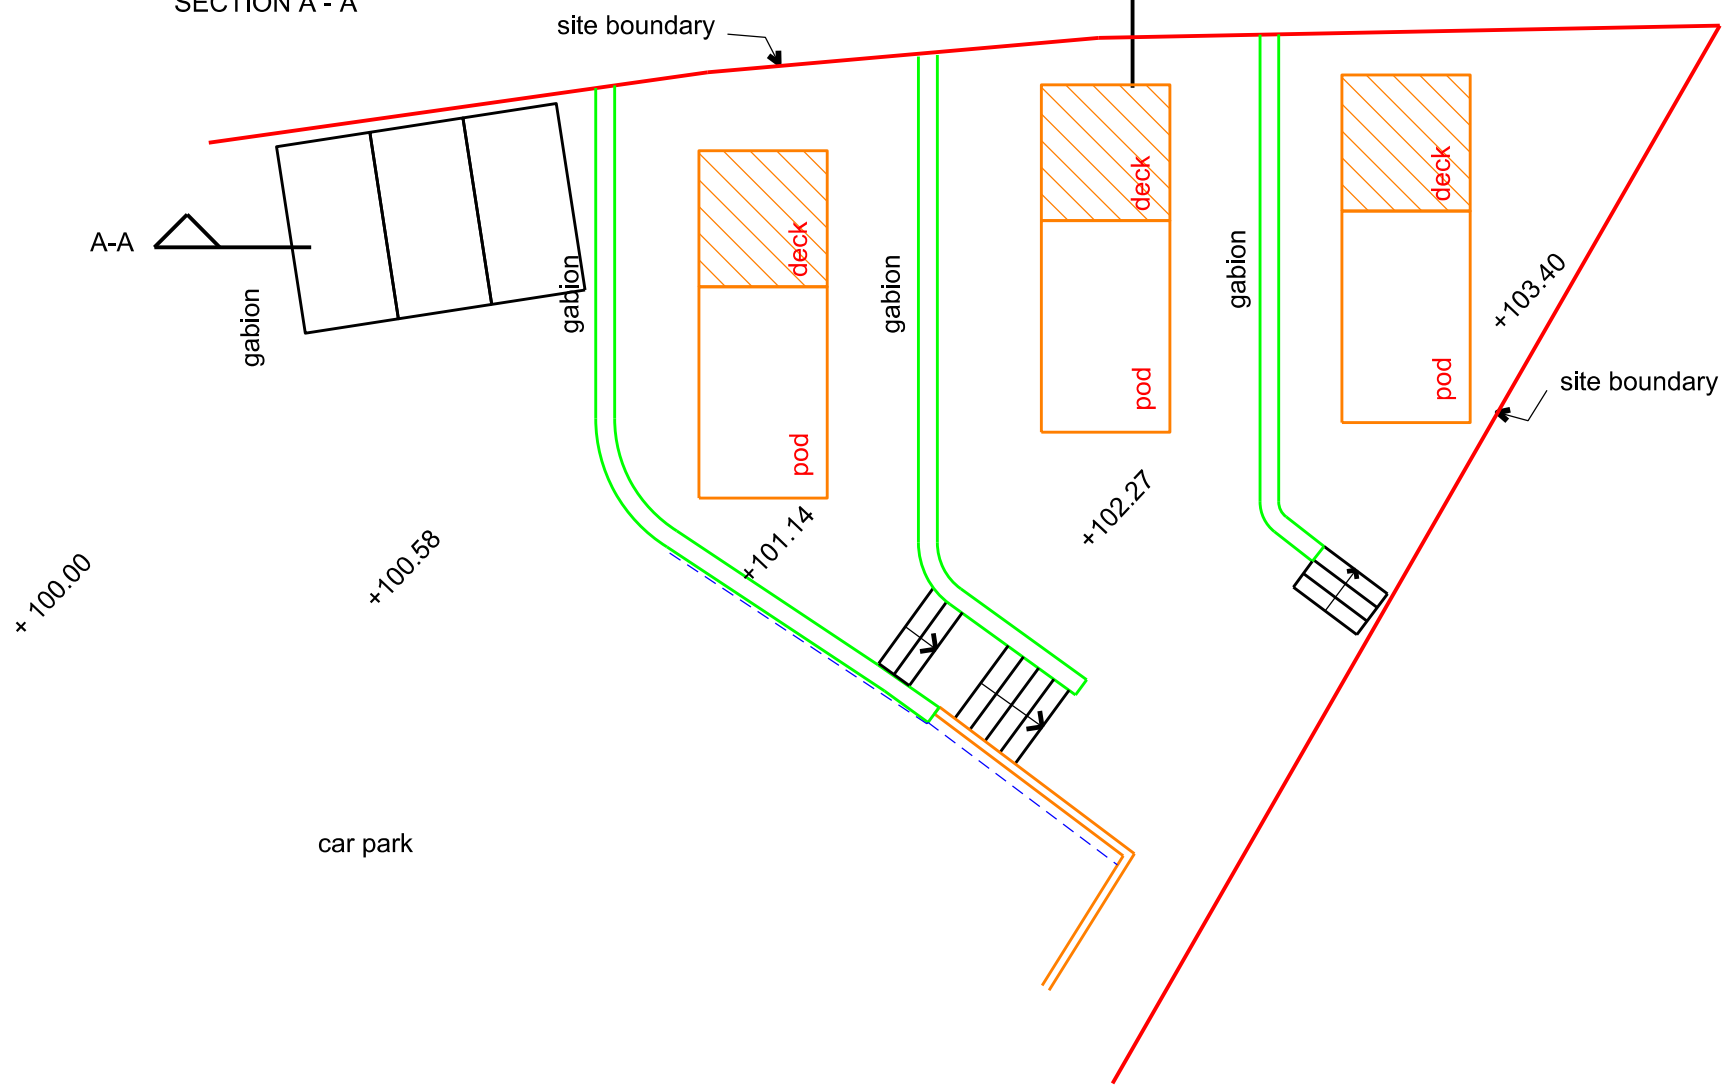 SECTION A - A
site boundary
A-A
gabion
gabion
gabion
gabion
deck
deck
deck
pod
pod
pod
+103.40
site boundary
+ 100.00
+100.58
+101.14
+102.27
car park